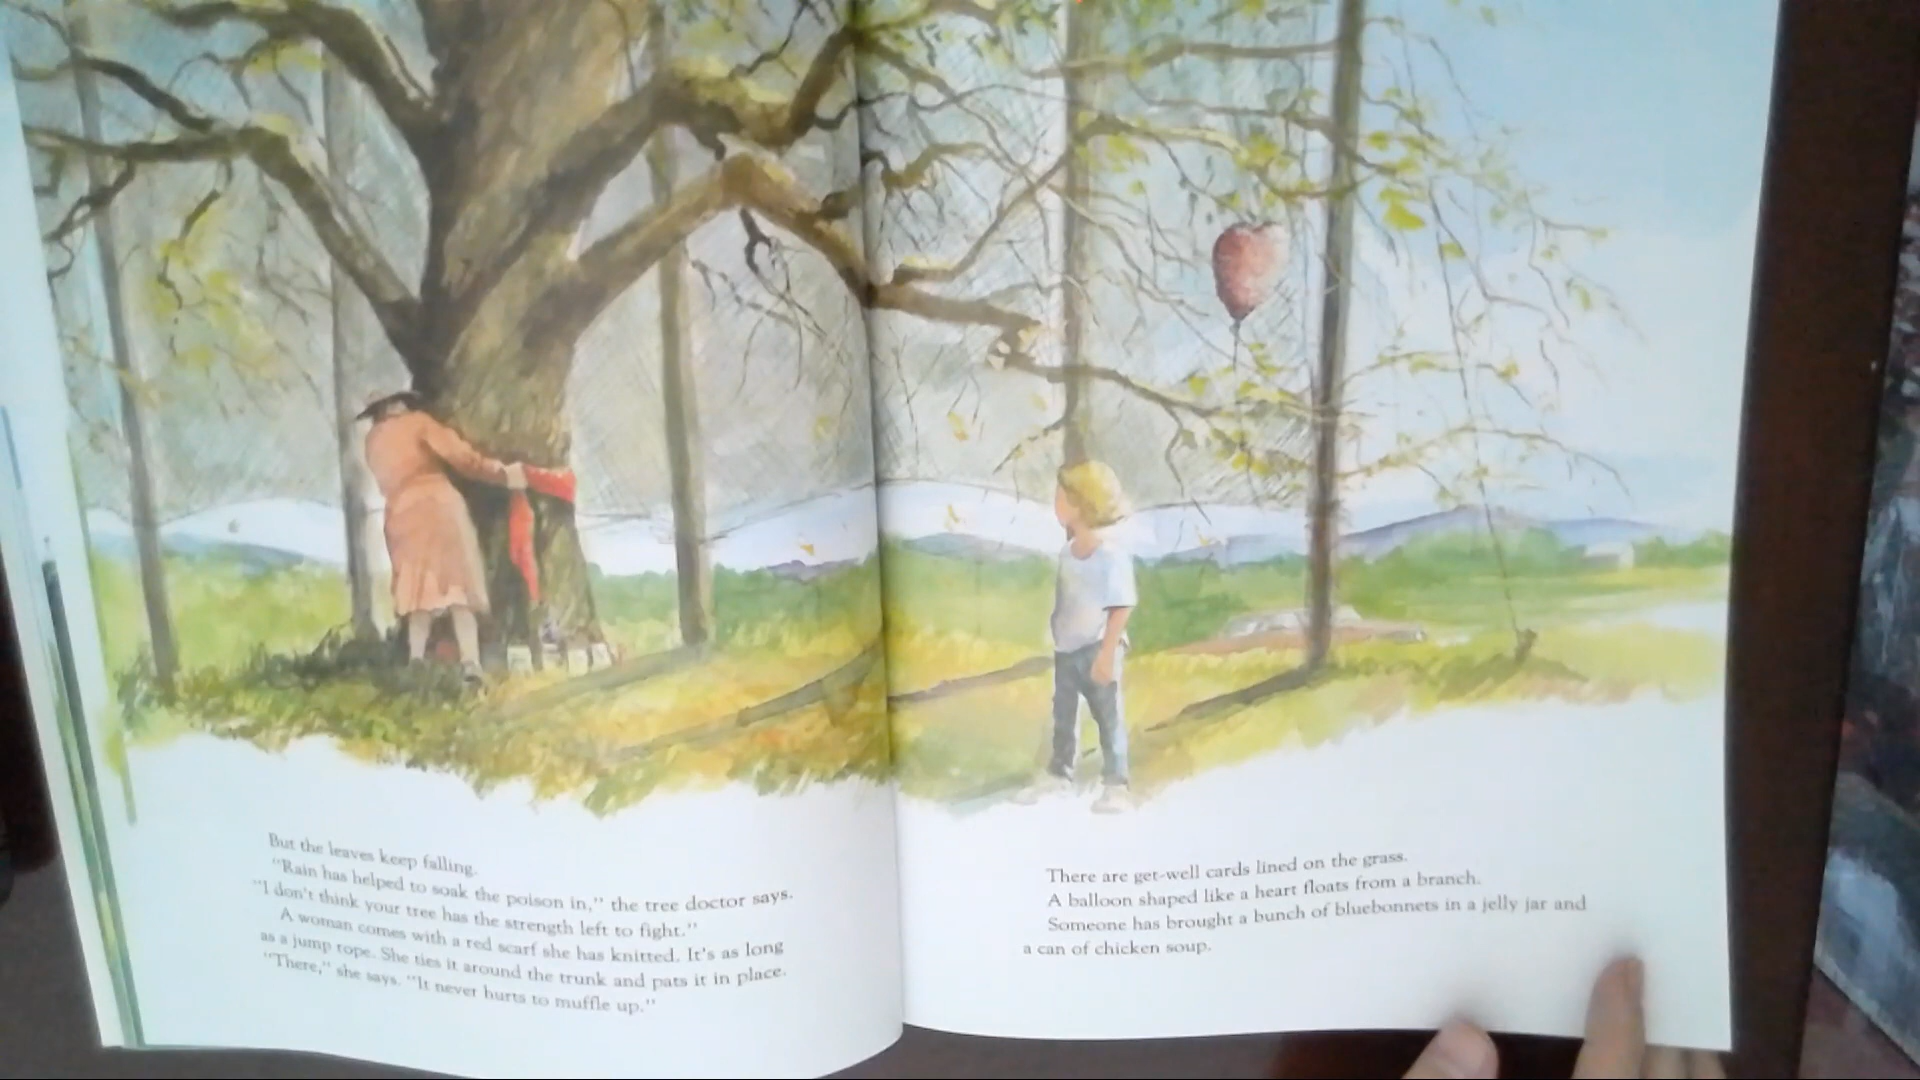 But the leaves keep falling.
"Rain has helped to soak the poison in," the tree doctor says.
"I don't think your tree has the strength left to fight."
A woman comes with a red scarf she has knitted. It's as long
as a jump rope. She ties it around the trunk and pats it in place.
"There," she says. "It never hurts to muffle up."
There are get-well cards lined on the grass.
A balloon shaped like a heart floats from a branch.
Someone has brought a bunch of bluebonnets in a jelly jar and
a can of chicken soup.